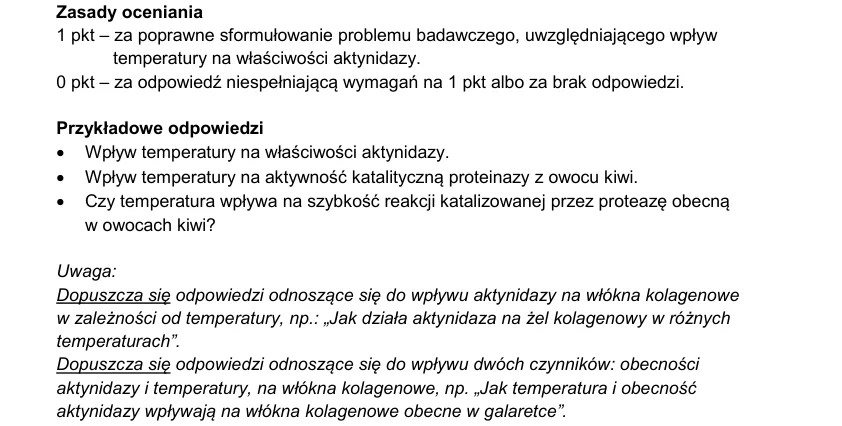 Zasady oceniania
1 pkt – za poprawne sformułowanie problemu badawczego, uwzględniającego wpływ
temperatury na właściwości aktynidazy.
0 pkt – za odpowiedź niespełniającą wymagań na 1 pkt albo za brak odpowiedzi.
Przykładowe odpowiedzi
• Wpływ temperatury na właściwości aktynidazy.
• Wpływ temperatury na aktywność katalityczną proteinazy z owocu kiwi.
• Czy temperatura wpływa na szybkość reakcji katalizowanej przez proteazę obecną
w owocach kiwi?
Uwaga:
Dopuszcza się odpowiedzi odnoszące się do wpływu aktynidazy na włókna kolagenowe
w zależności od temperatury, np.: „Jak działa aktynidaza na żel kolagenowy w różnych
temperaturach”.
Dopuszcza się odpowiedzi odnoszące się do wpływu dwóch czynników: obecności
aktynidazy i temperatury, na włókna kolagenowe, np. „Jak temperatura i obecność
aktynidazy wpływają na włókna kolagenowe obecne w galaretce”.